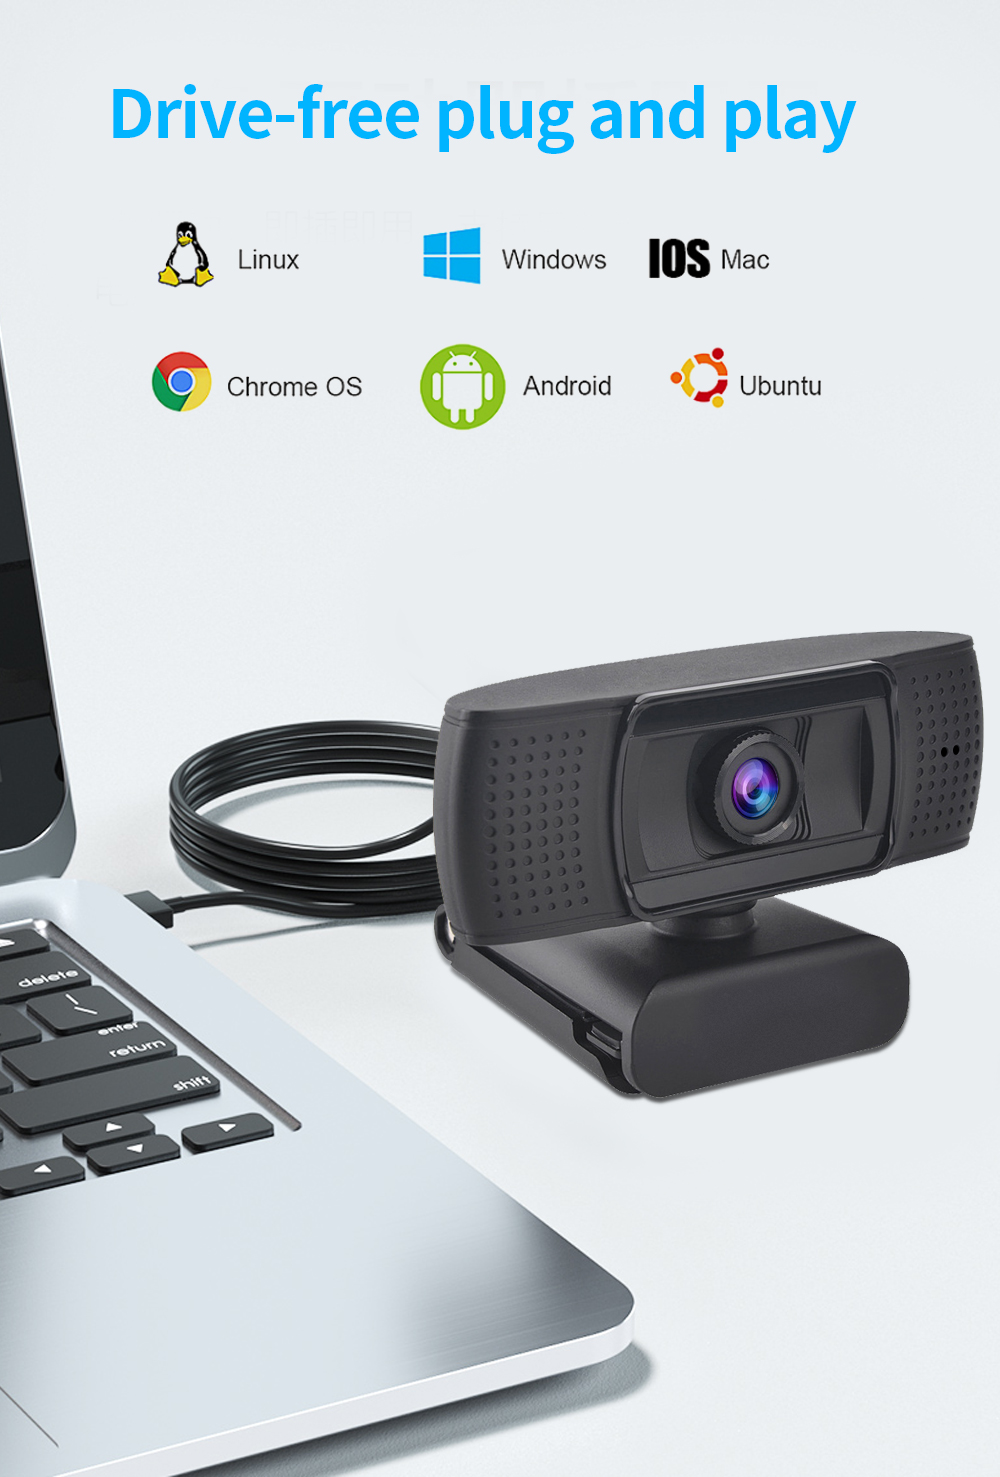 Drive-free plug and play
Linux
Windows
IOS Mac
Chrome OS
Android
Ubuntu
delete
enter
return
shift